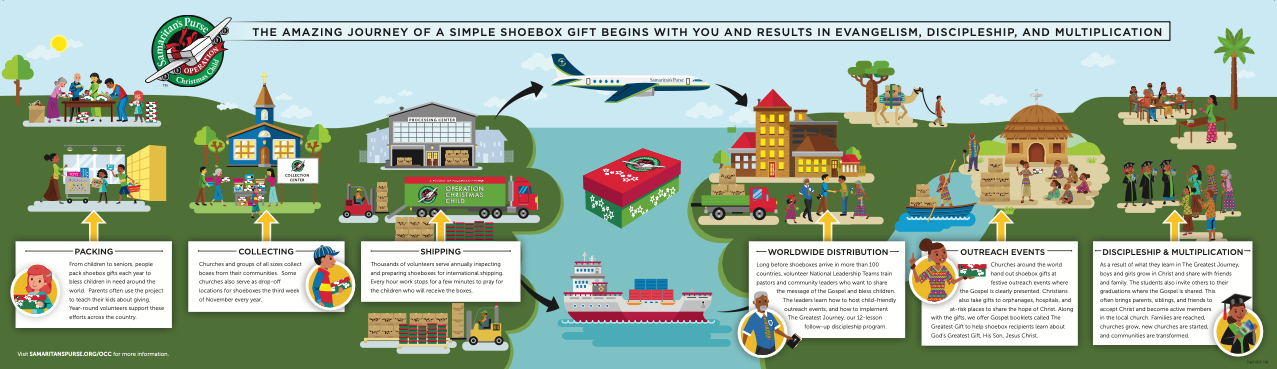 Samaritan's Purse
OPERATION
Christmas Child
TM
THE AMAZING JOURNEY OF A SIMPLE SHOEBOX GIFT BEGINS WITH YOU AND RESULTS IN EVANGELISM, DISCIPLESHIP, AND MULTIPLICATION
Samaritan's Purse
PROCESSING CENTER
COLLECTION
CENTER
OPERATION
CHRISTMAS
CHILD
PACKING
From children to seniors, people
pack shoebox gifts each year to
bless children in need around the
world. Parents often use the project
to teach their kids about giving.
Year-round volunteers support these
efforts across the country.
COLLECTING
Churches and groups of all sizes collect
boxes from their communities. Some
churches also serve as drop-off
locations for shoeboxes the third week
of November every year.
SHIPPING
Thousands of volunteers serve annually inspecting
and preparing shoeboxes for international shipping.
Every hour work stops for a few minutes to pray for
the children who will receive the boxes.
WORLDWIDE DISTRIBUTION
Long before shoeboxes arrive in more than 100
countries, volunteer National Leadership Teams train
pastors and community leaders who want to share
the message of the Gospel and bless children.
The leaders learn how to host child-friendly
outreach events, and how to implement
The Greatest Journey, our 12-lesson
follow-up discipleship program.
OUTREACH EVENTS
Churches around the world
hand out shoebox gifts at
festive outreach events where
the Gospel is clearly presented. Christians
also take gifts to orphanages, hospitals, and
at-risk places to share the hope of Christ. Along
with the gifts, we offer Gospel booklets called The
Greatest Gift to help shoebox recipients learn about
God's Greatest Gift, His Son, Jesus Christ.
DISCIPLESHIP & MULTIPLICATION
As a result of what they learn in The Greatest Journey,
boys and girls grow in Christ and share with friends
and family. The students also invite others to their
graduations where the Gospel is shared. This
often brings parents, siblings, and friends to
accept Christ and become active members
in the local church. Families are reached,
churches grow, new churches are started,
and communities are transformed.
Visit SAMARITANSPURSE.ORG/OCC for more information.